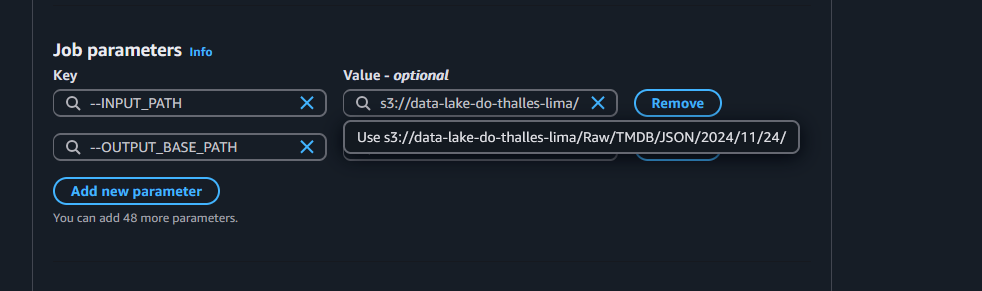 Job parameters Info
Key Value - optional
--INPUT_PATH s3://data-lake-do-thalles-lima/ Remove
Use s3://data-lake-do-thalles-lima/Raw/TMDB/JSON/2024/11/24/
--OUTPUT_BASE_PATH
Add new parameter
You can add 48 more parameters.